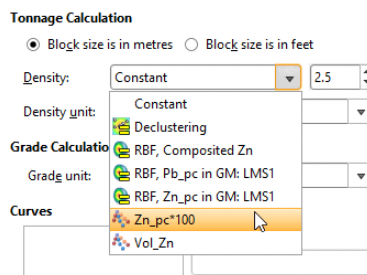 Tonnage Calculation
Block size is in metres Block size is in feet
Density: Constant 2.5
Constant
Density unit:
Declustering
RBF, Composited Zn
Grade Calculatio
RBF, Pb_pc in GM: LMS1
Grade unit:
RBF, Zn_pc in GM: LMS1
Curves
Zn_pc*100
Vol_Zn